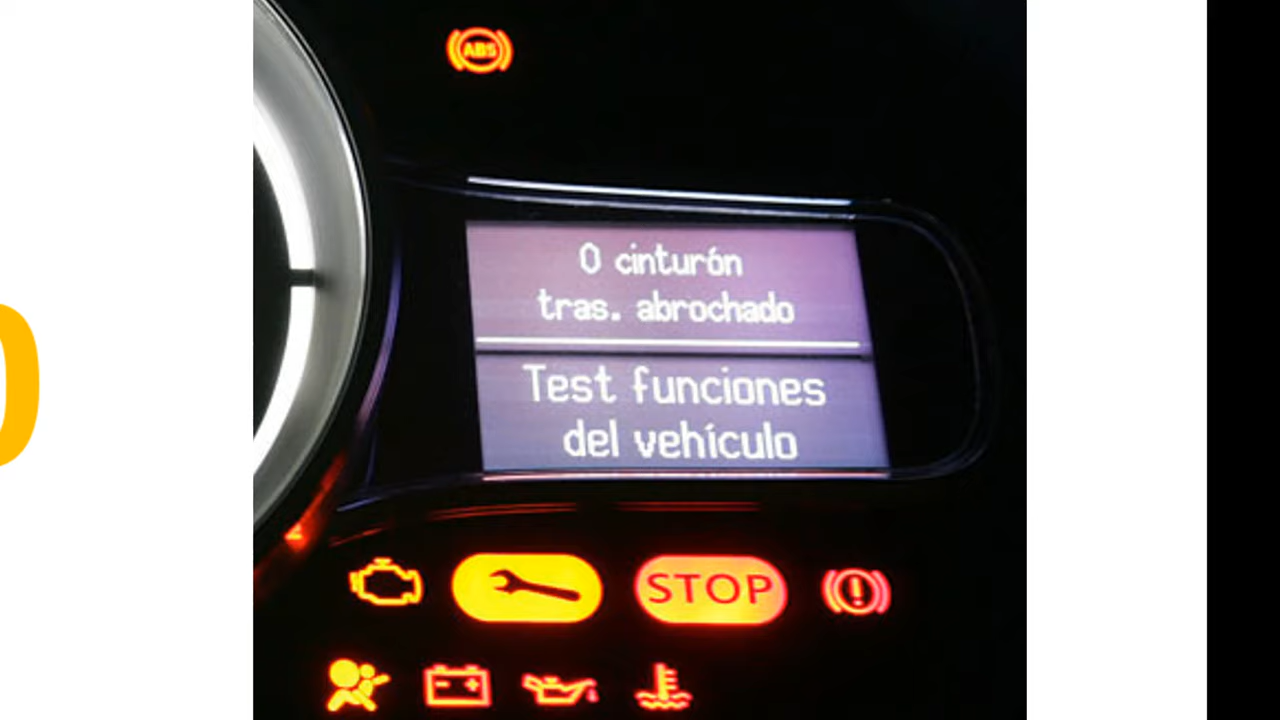 ABS
0 cinturón
tras. abrochado
Test funciones
del vehículo
STOP